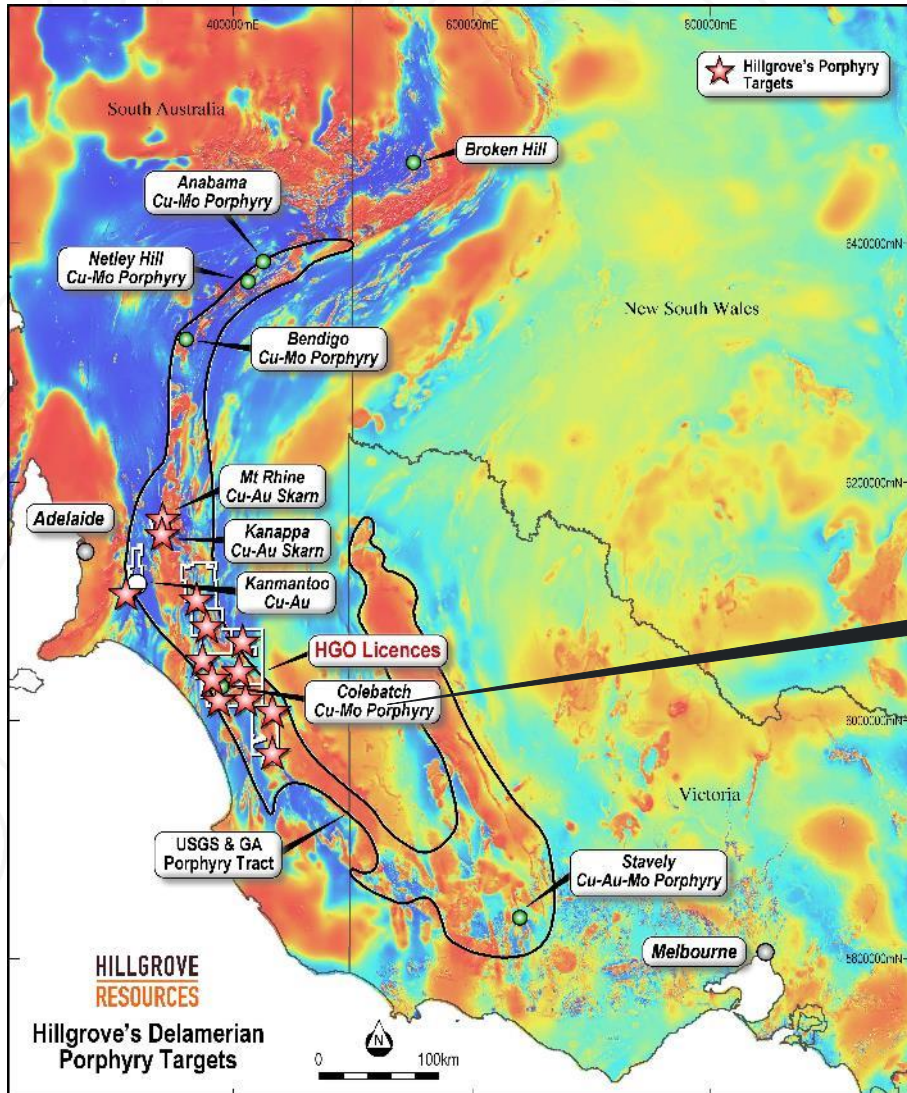 400000mE
600000mE
800000mE
Hillgrove's Porphyry
Targets
South Australia
Broken Hill
Anabama
Cu-Mo Porphyry
6400000mN
Netley Hill
Cu-Mo Porphyry
New South Wales
Bendigo
Cu-Mo Porphyry
Mt Rhine
Cu-Au Skarn
6200000mN
Adelaide
Kanappa
Cu-Au Skarn
Kanmantoo
Cu-Au
HGO Licences
Colebatch
Cu-Mo Porphyry
6000000mN
Victoria
USGS & GA
Porphyry Tract
Stavely
Cu-Au-Mo Porphyry
Melbourne
5800000mN
HILLGROVE
RESOURCES
Hillgrove's Delamerian
Porphyry Targets
N
0 100km